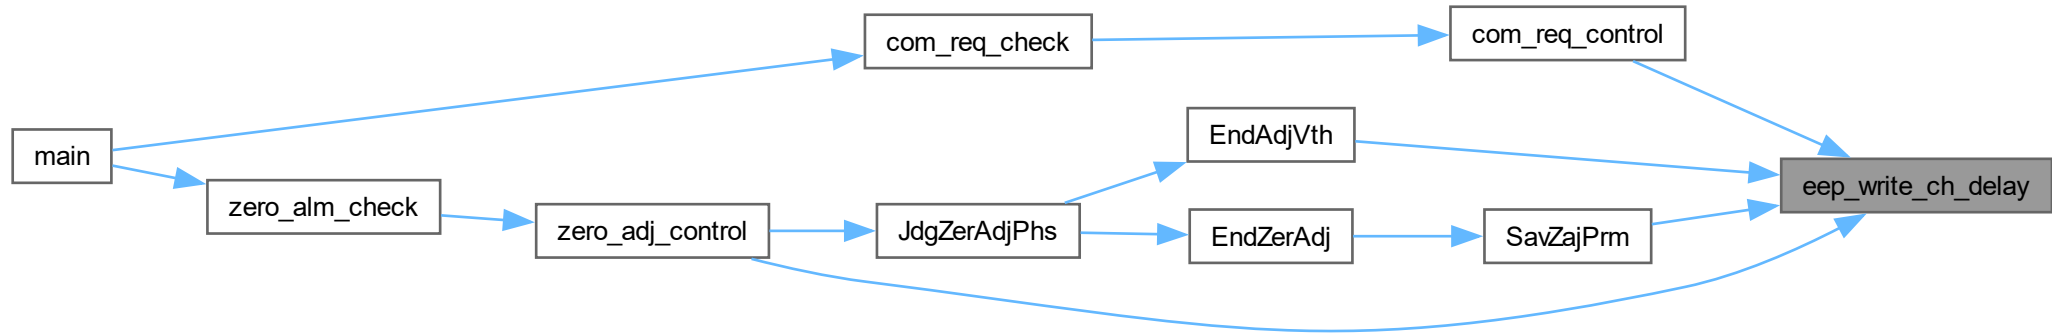 com_req_control
com_req_check
EndAdjVth
main
eep_write_ch_delay
zero_alm_check
zero_adj_control
JdgZerAdjPhs
EndZerAdj
SavZajPrm